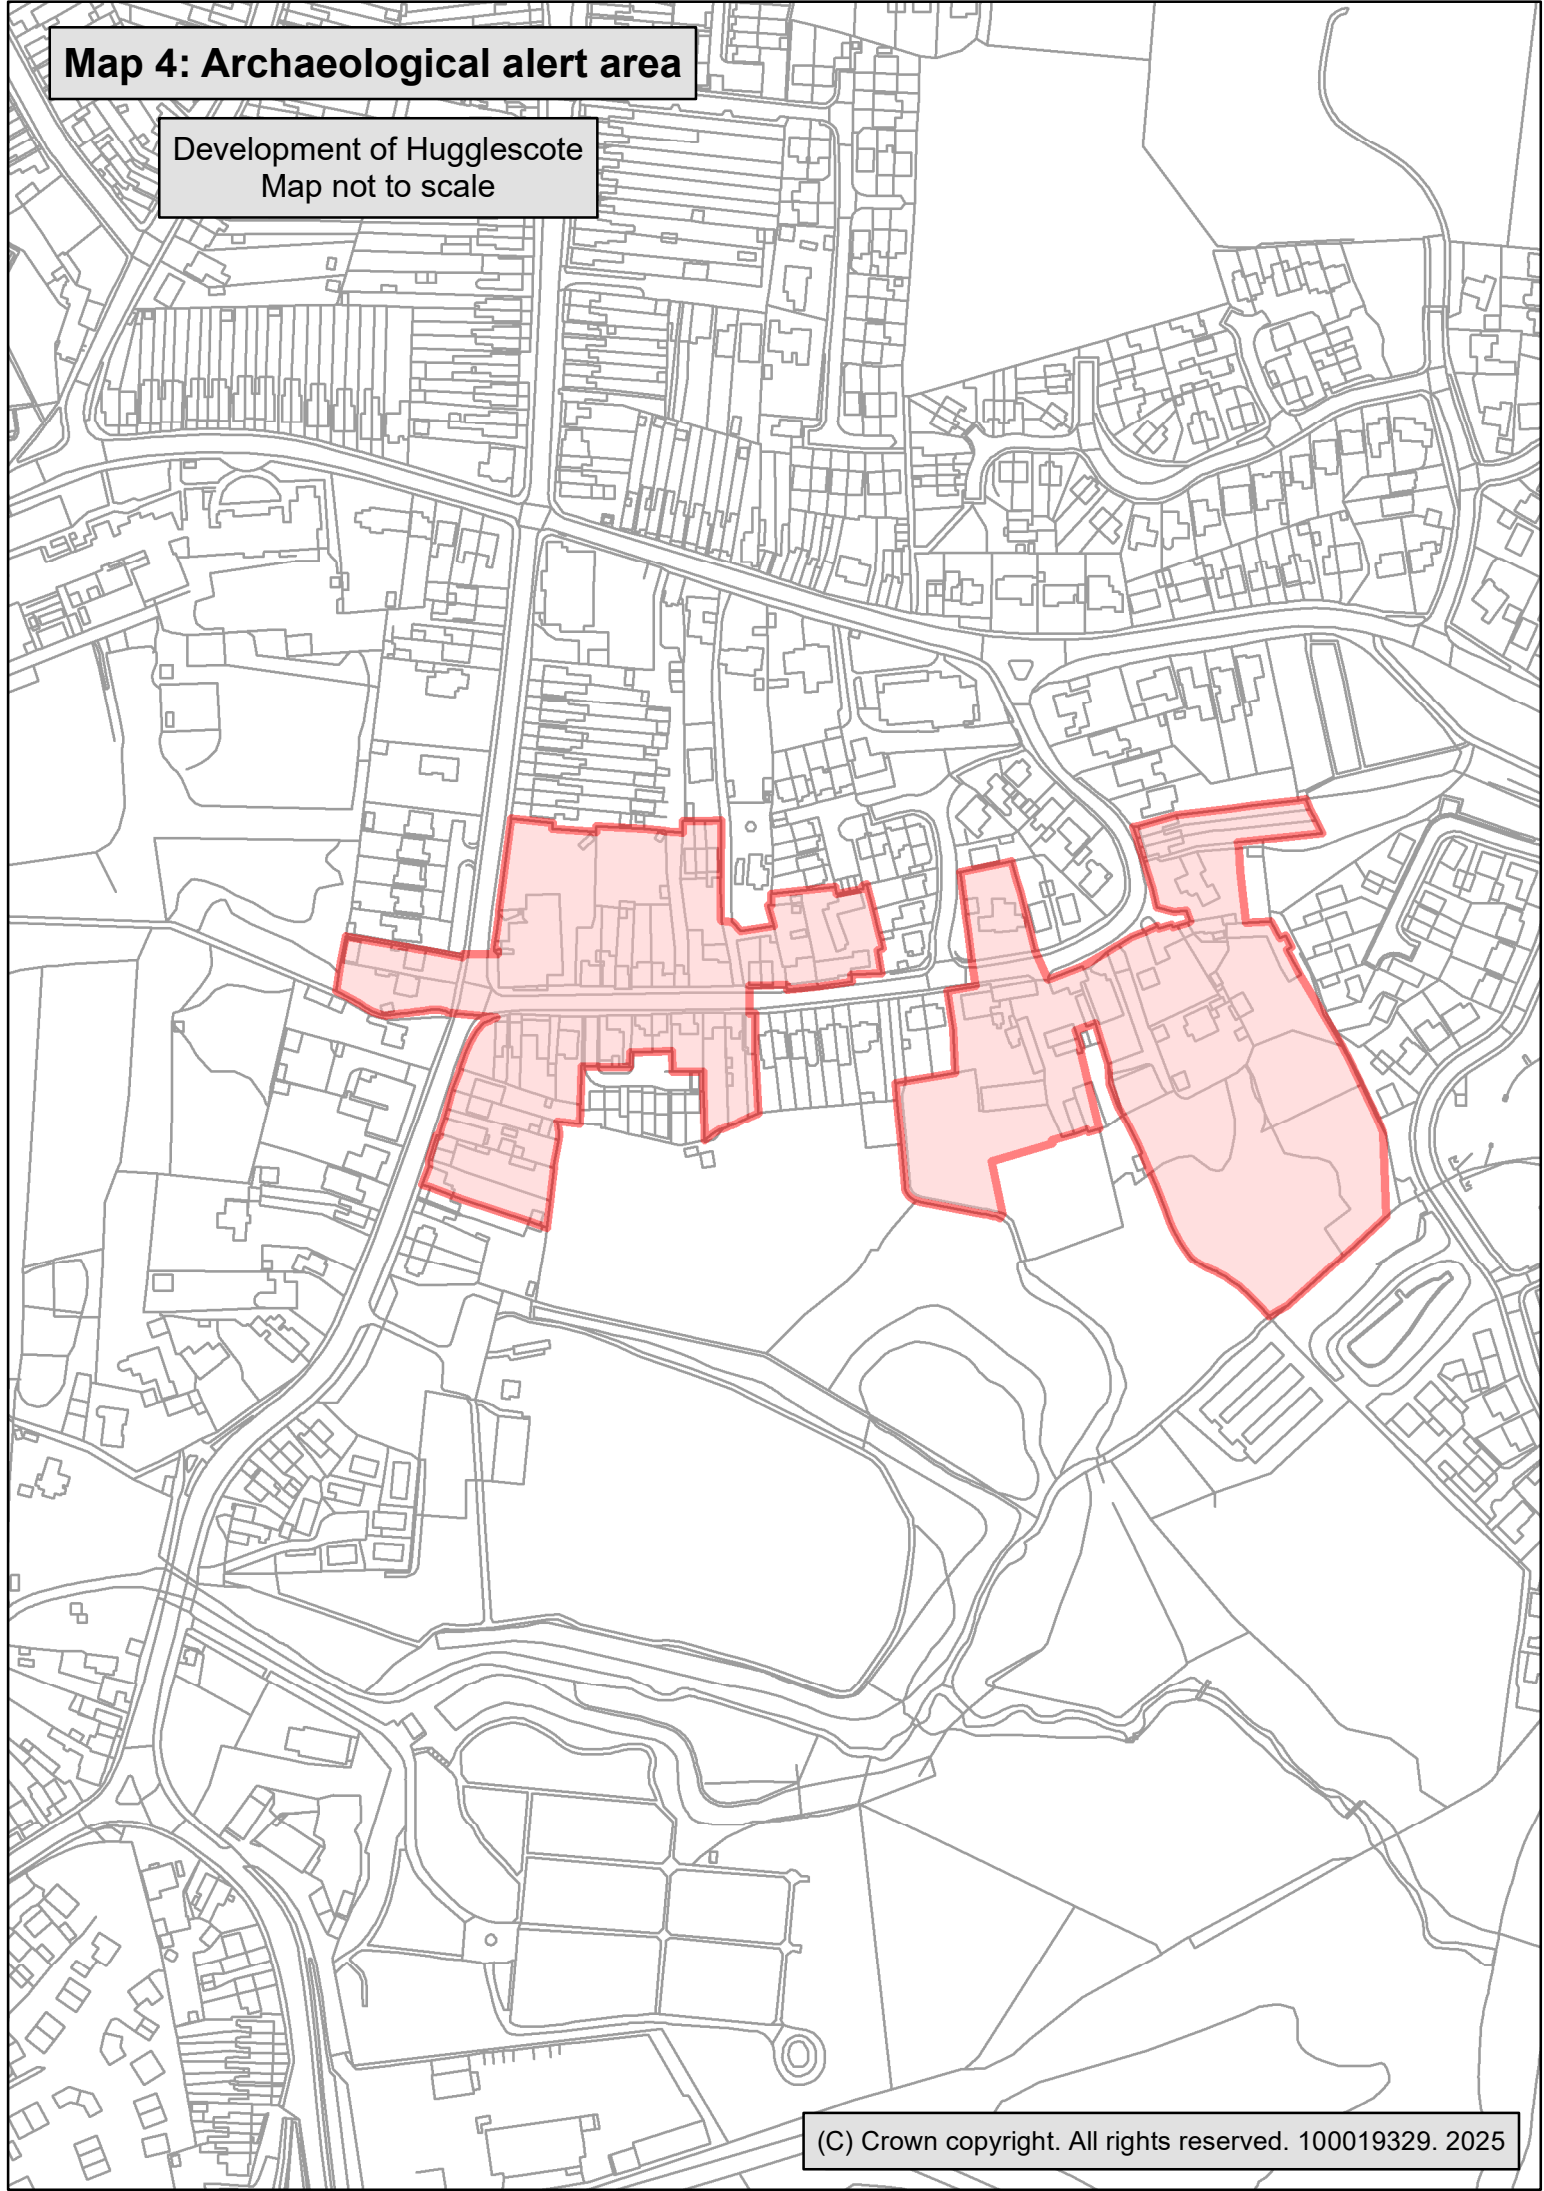 Map 4: Archaeological alert area
Development of Hugglescote
Map not to scale
(C) Crown copyright. All rights reserved. 100019329. 2025